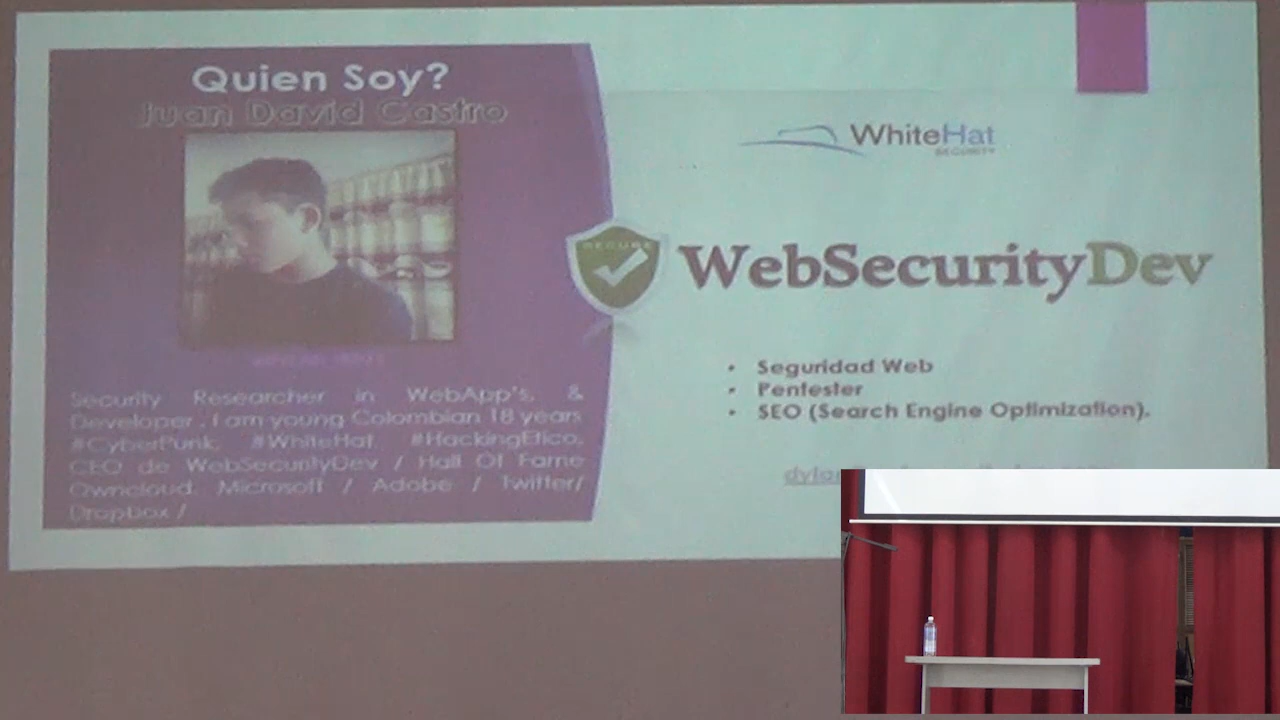 Quien Soy?
Juan David Castro
Security Researcher in WebApp's, &
Developer . I am young Colombian 18 years
#CyberPunk, #WhiteHat #HackingEtico,
CEO de WebSecurityDev / Hall Of Fame
Owncloud, Microsoft / Adobe / Twitter/
Dropbox /
WhiteHat
SECURITY
SECURE
WebSecurityDev
• Seguridad Web
• Pentester
• SEO (Search Engine Optimization).